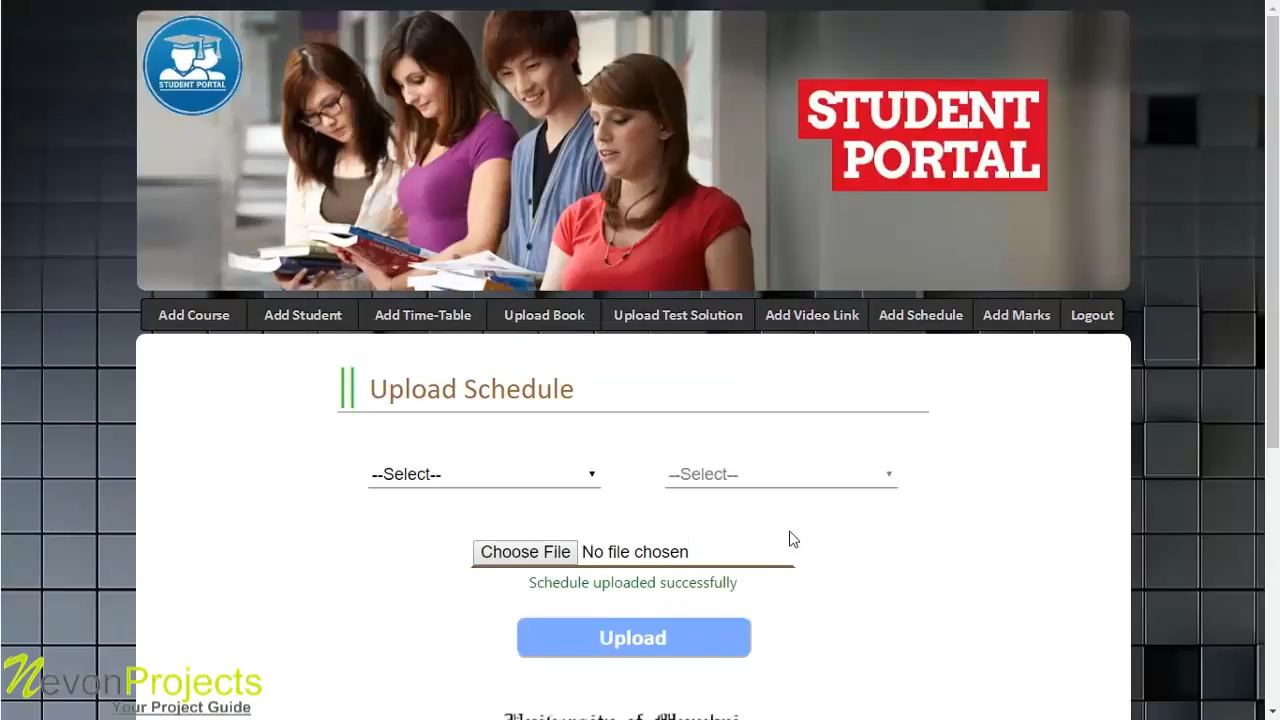 STUDENT PORTAL
STUDENT
PORTAL
Add Course Add Student Add Time-Table Upload Book Upload Test Solution Add Video Link Add Schedule Add Marks Logout
Upload Schedule
--Select-- --Select--
Choose File No file chosen
Schedule uploaded successfully
Upload
NevonProjects
Your Project Guide